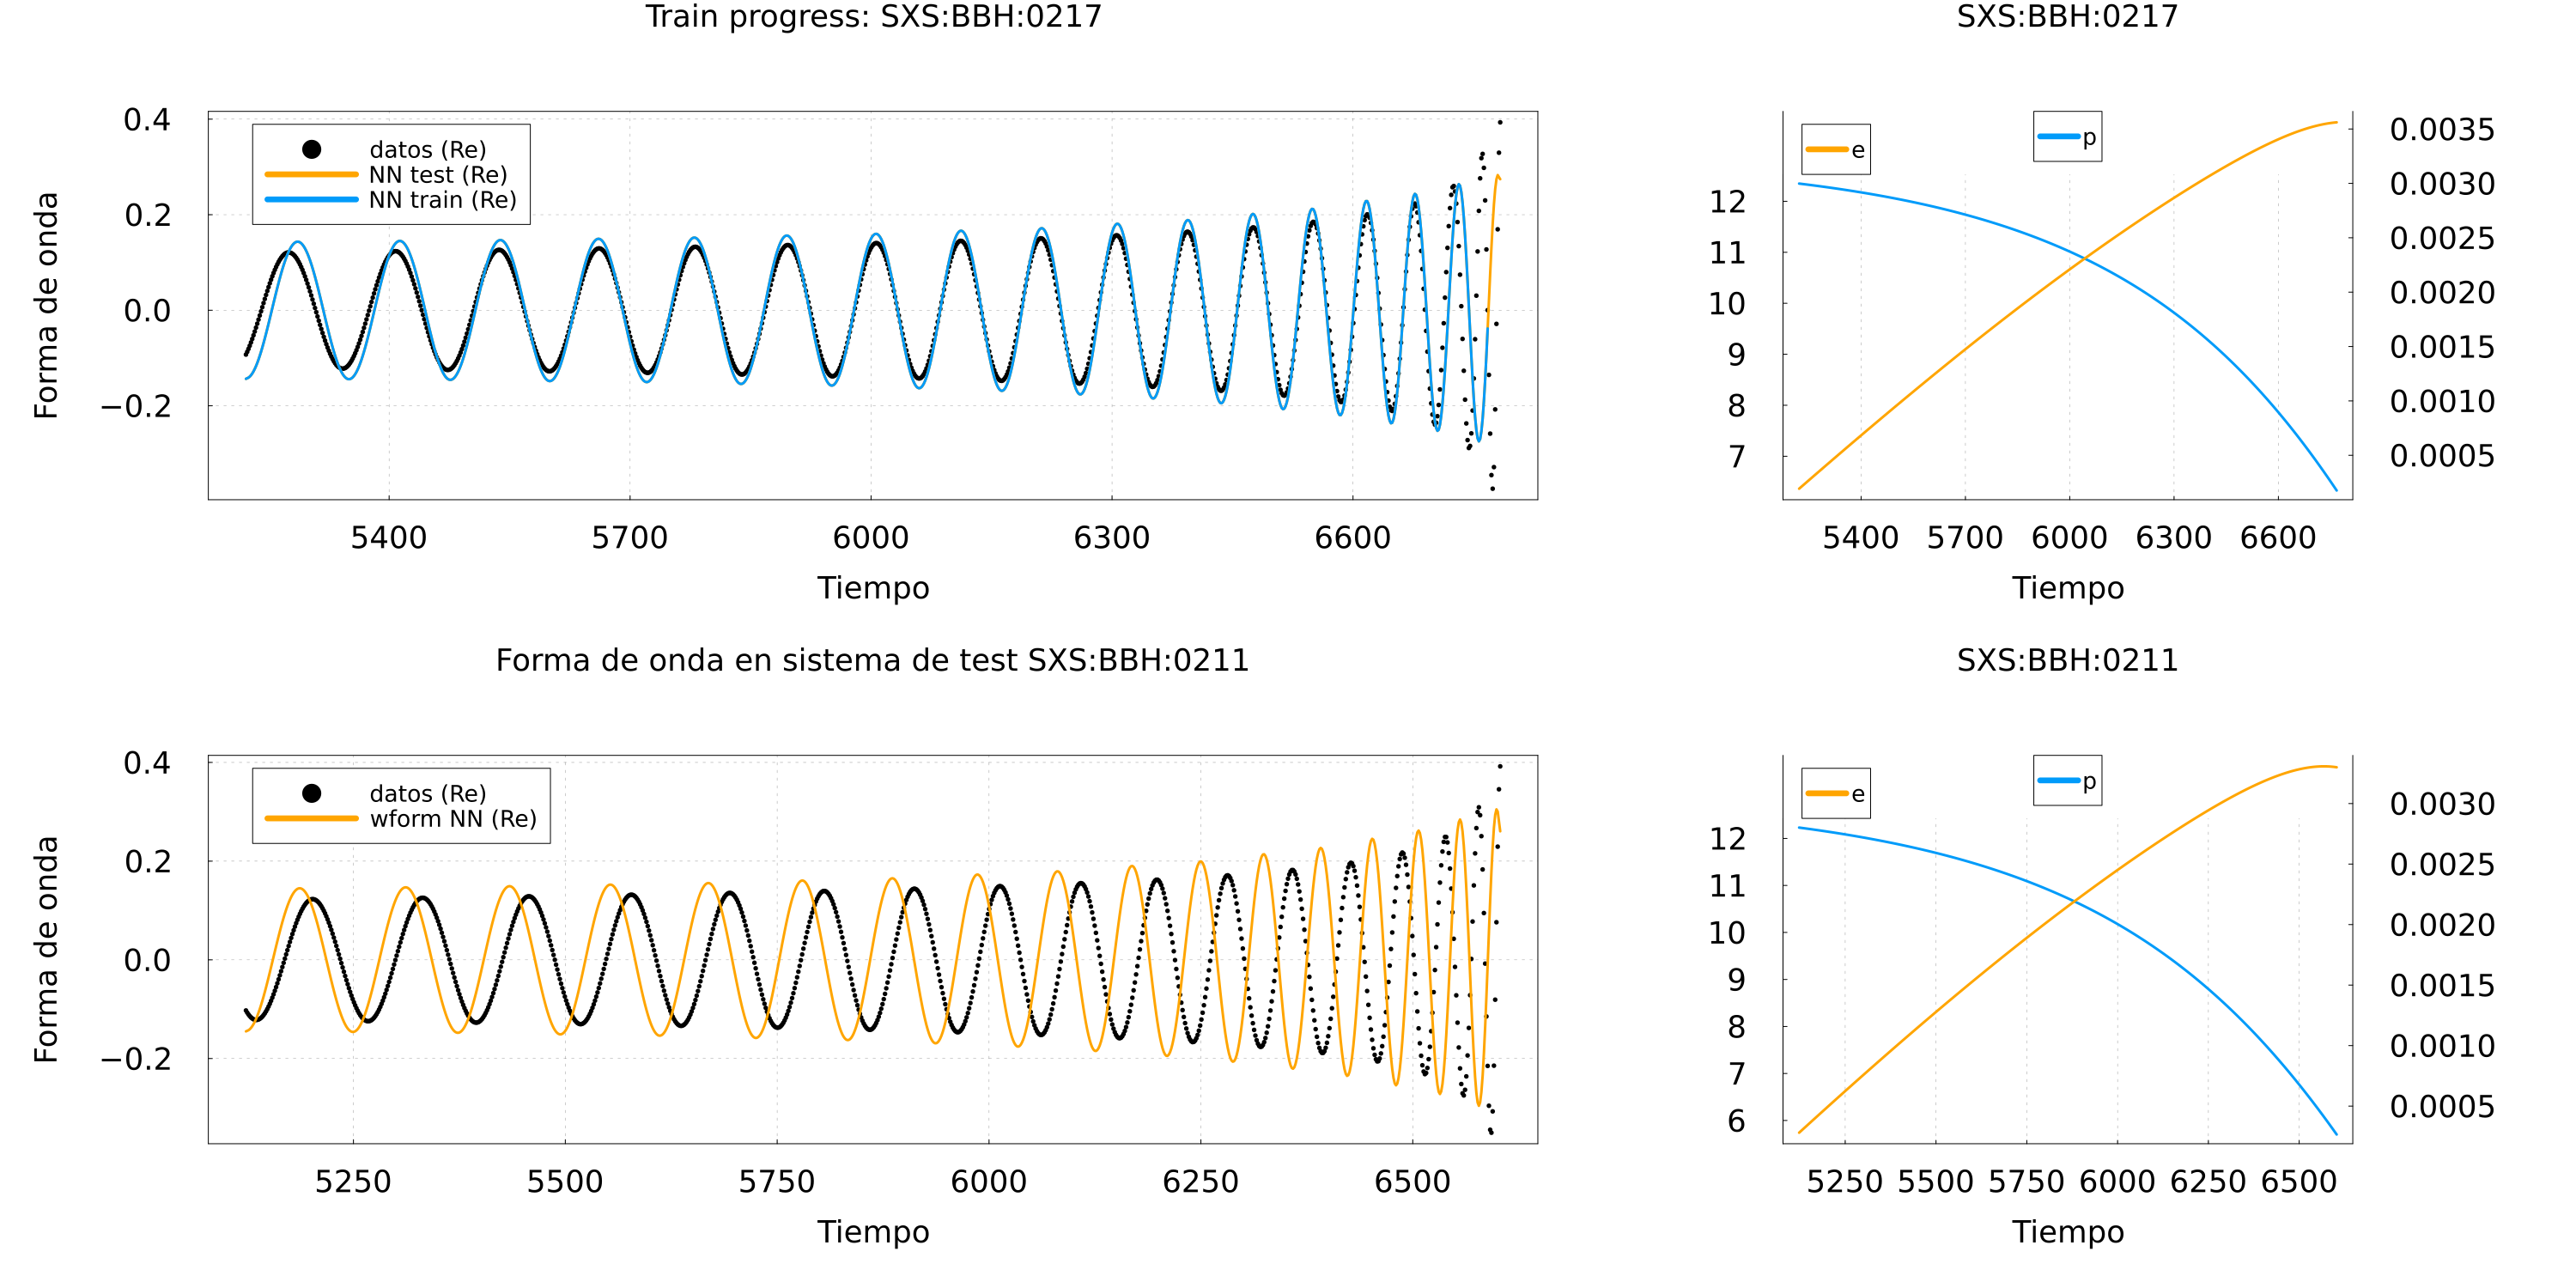 Train progress: SXS:BBH:0217
Forma de onda
0.4
0.2
0.0
−0.2
datos (Re)
NN test (Re)
NN train (Re)
5400 5700 6000 6300 6600
Tiempo
SXS:BBH:0217
e
p
12
11
10
9
8
7
0.0035
0.0030
0.0025
0.0020
0.0015
0.0010
0.0005
5400 5700 6000 6300 6600
Tiempo
Forma de onda en sistema de test SXS:BBH:0211
Forma de onda
0.4
0.2
0.0
−0.2
datos (Re)
wform NN (Re)
5250 5500 5750 6000 6250 6500
Tiempo
SXS:BBH:0211
e
p
12
11
10
9
8
7
6
0.0030
0.0025
0.0020
0.0015
0.0010
0.0005
5250 5500 5750 6000 6250 6500
Tiempo